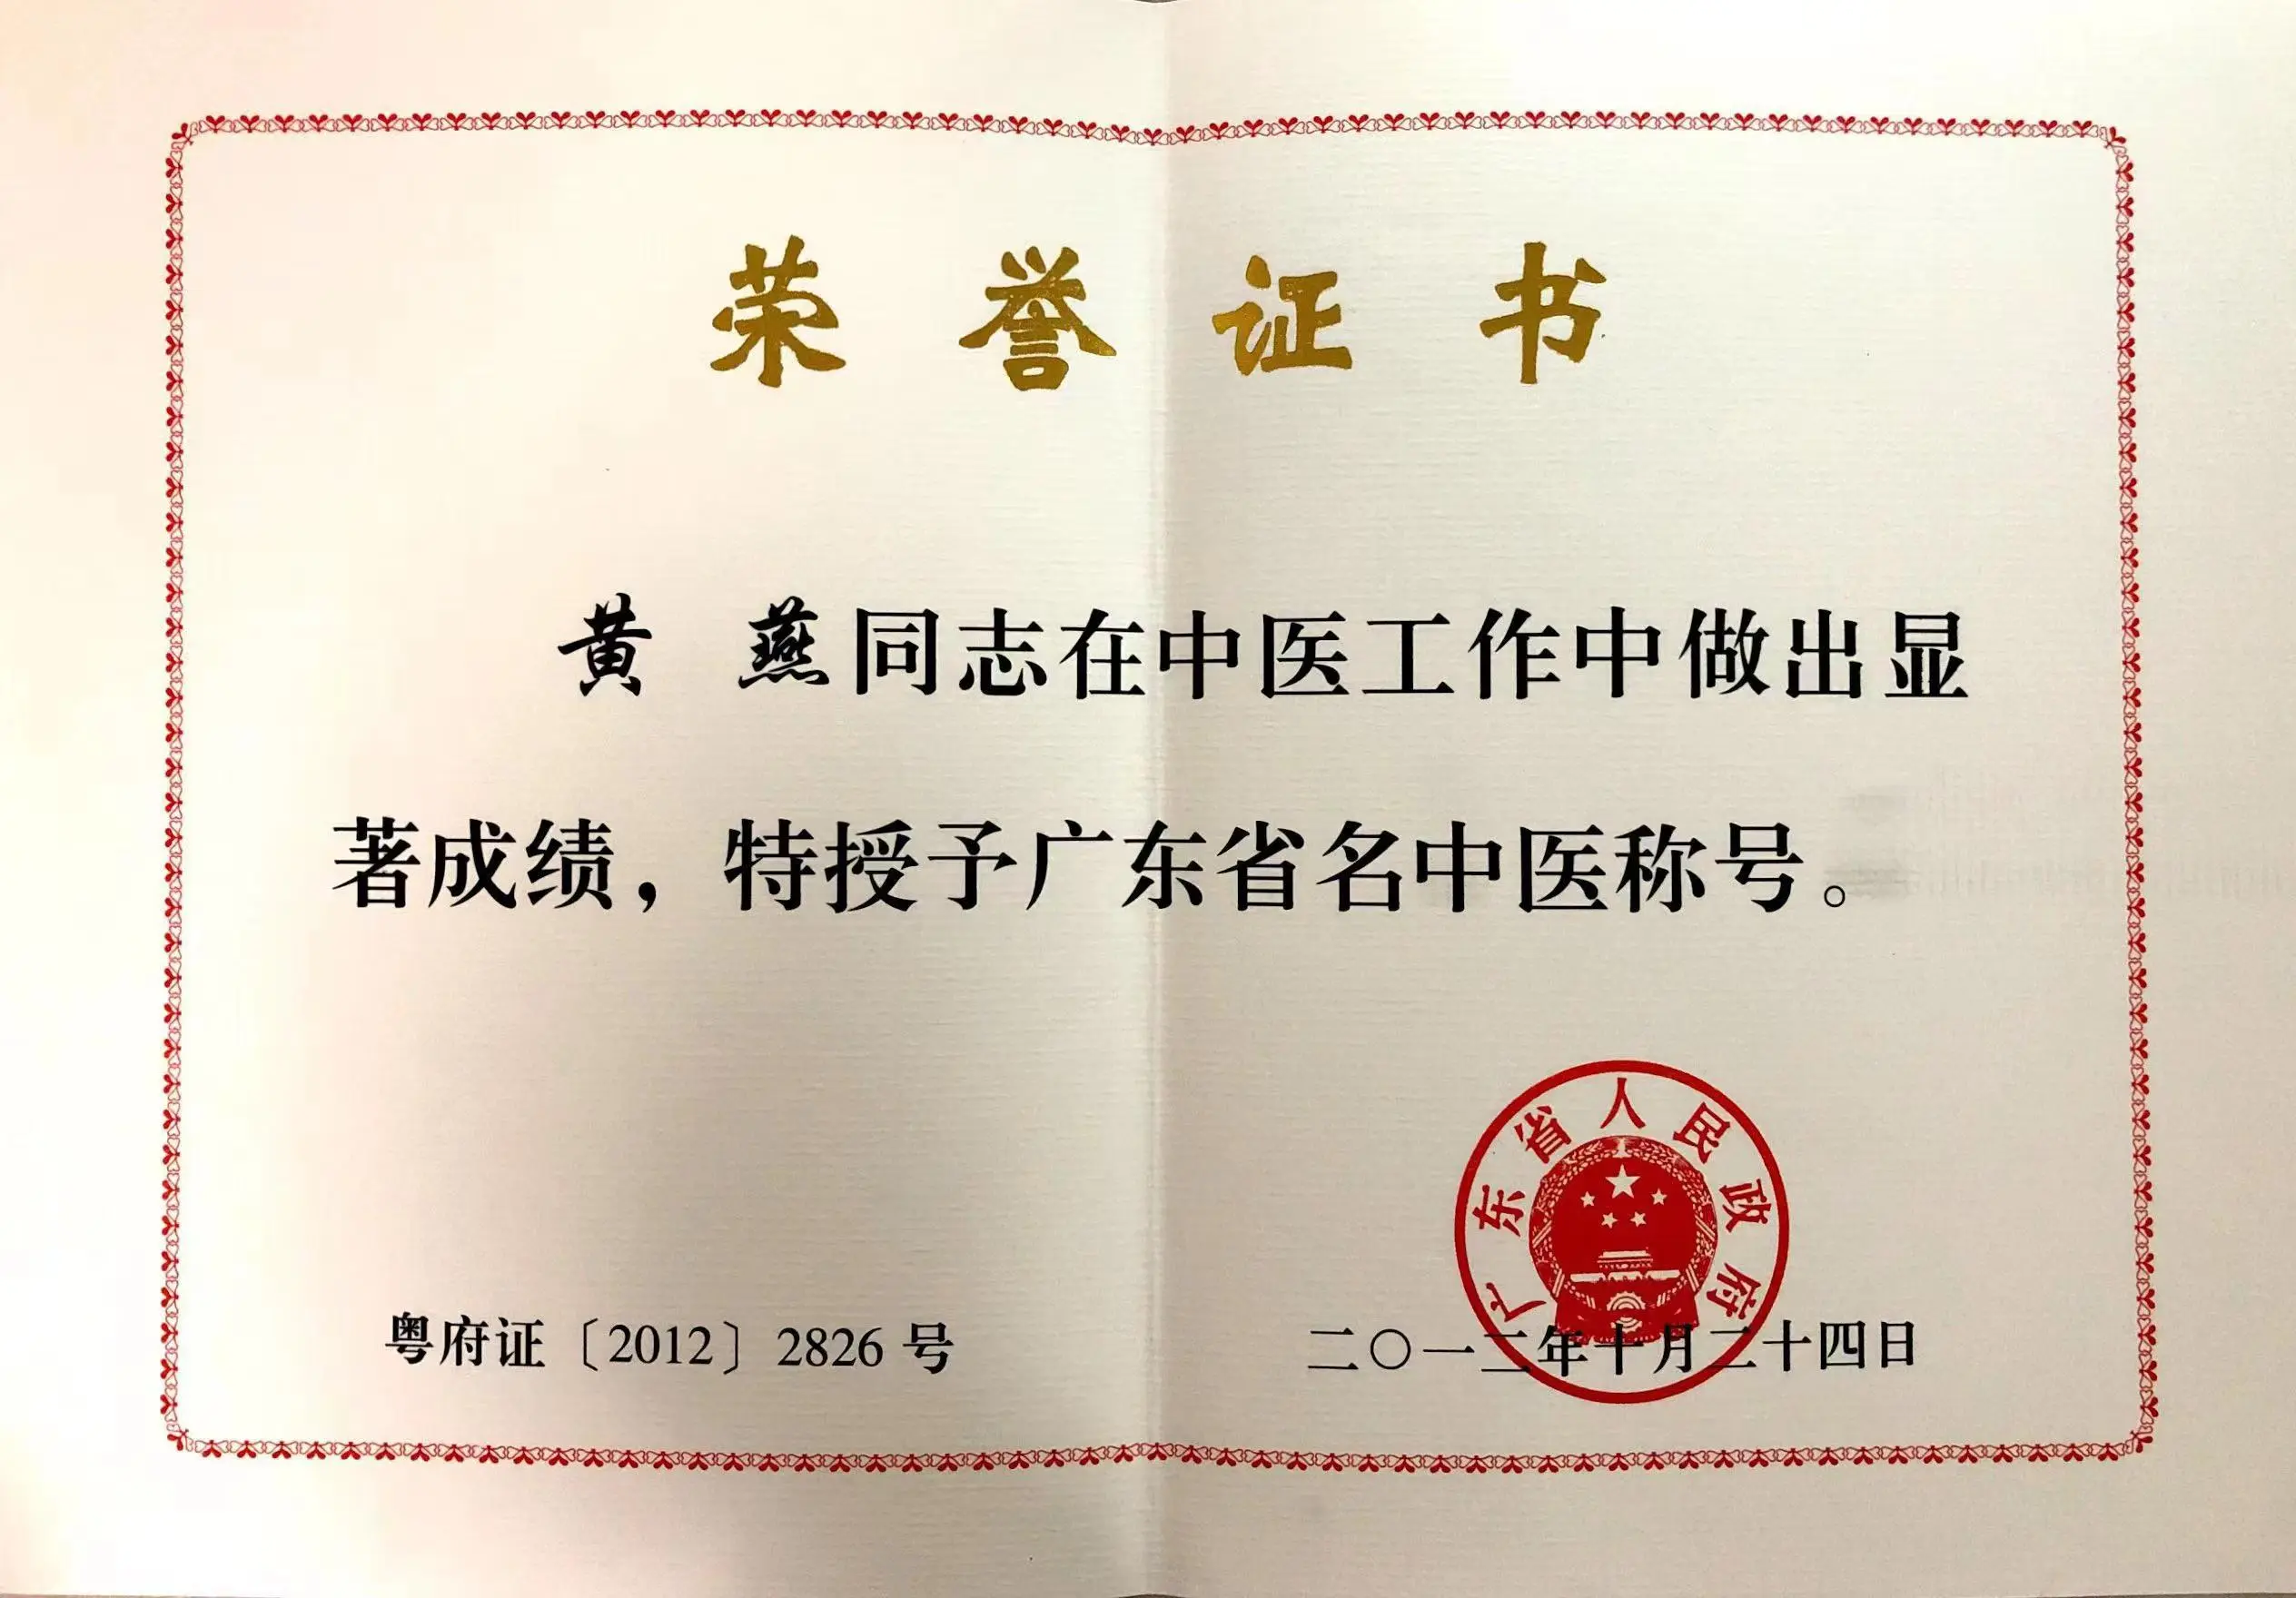 荣誉证书
黄 燕同志在中医工作中做出显
著成绩，特授予广东省名中医称号。
广东省人民政府
粤府证〔2012〕2826号
二〇一二年十月二十四日